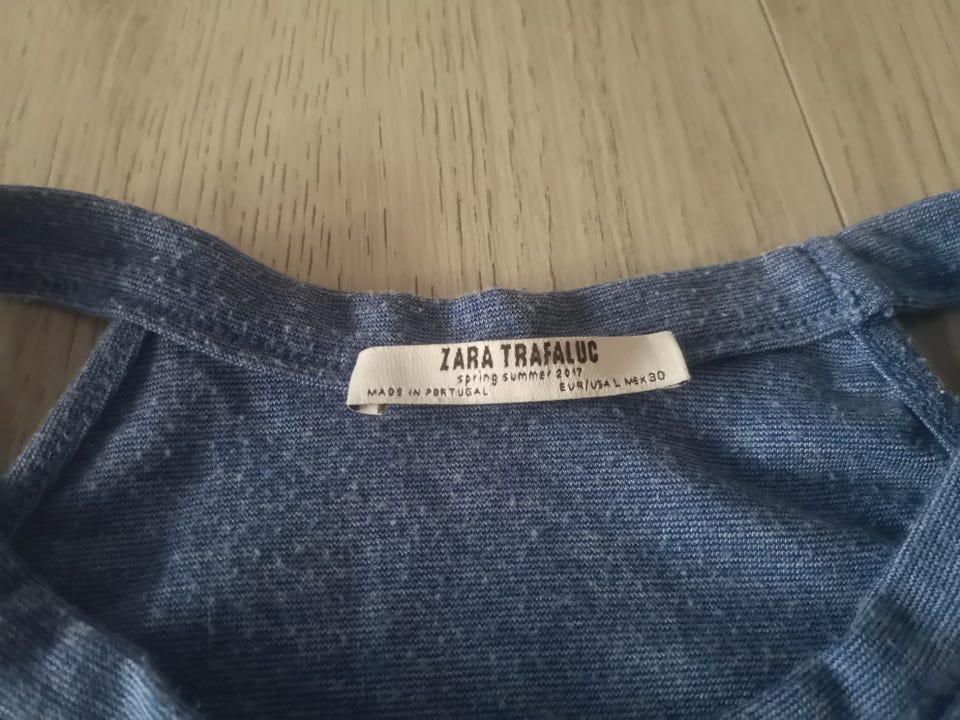 ZARA TRAFALUC
spring summer 2017
MADE IN PORTUGAL EUR/USA L MEX 30